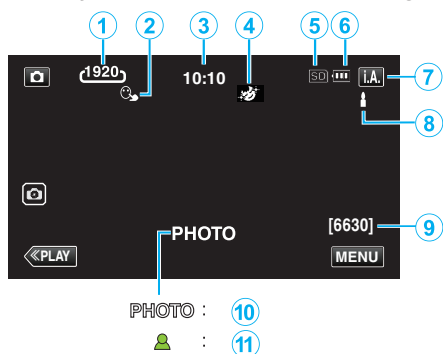 ① ② ③ ④ ⑤ ⑥
1920 10:10 SD i.A. ⑦
⑧
PHOTO [6630] ⑨
≪PLAY MENU
PHOTO : ⑩
: ⑪